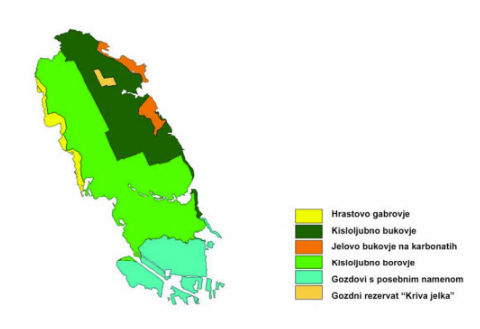 Hrastovo gabrovje
Kisloljubno bukovje
Jelovo bukovje na karbonatih
Kisloljubno borovje
Gozdovi s posebnim namenom
Gozdni rezervat "Kriva jelka"